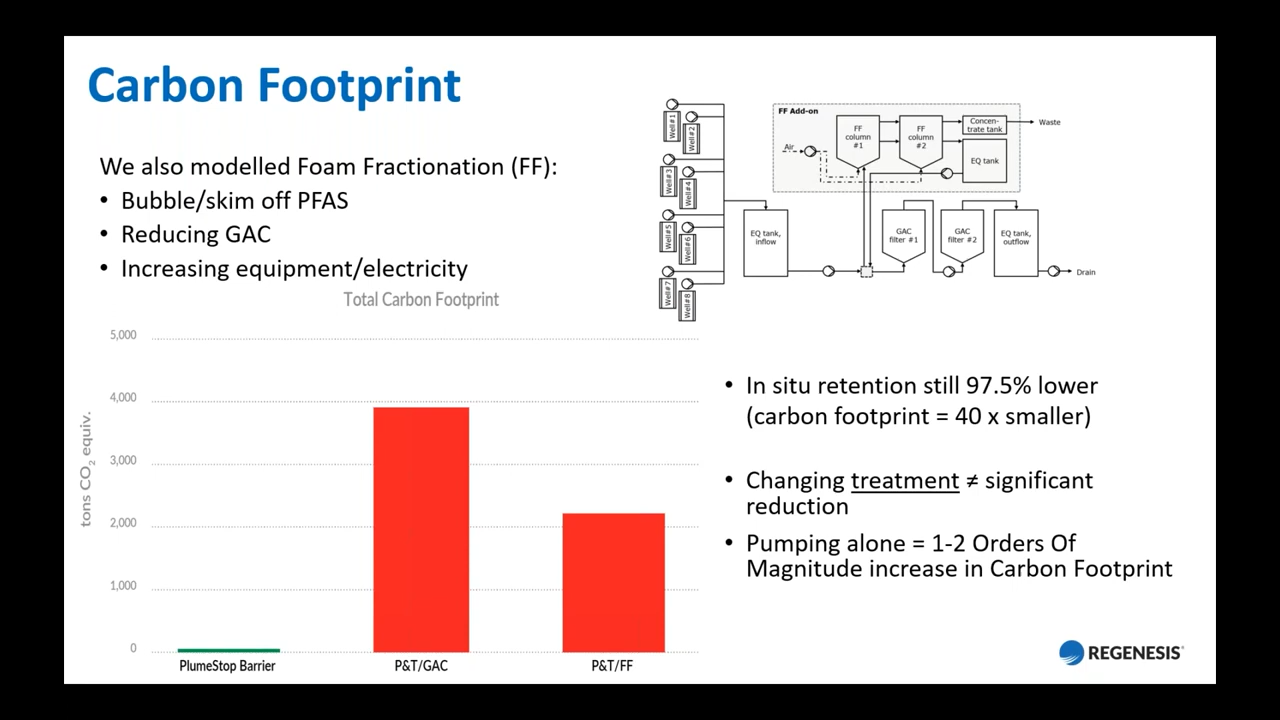 Carbon Footprint
We also modelled Foam Fractionation (FF):
• Bubble/skim off PFAS
• Reducing GAC
• Increasing equipment/electricity
Well#1
Well#2
Well#3
Well#4
Well#5
Well#6
Well#7
Well#8
FF Add-on
Air
FF
column
#1
FF
column
#2
Concen-
trate tank
Waste
EQ tank
EQ tank,
inflow
GAC
filter #1
GAC
filter #2
EQ tank,
outflow
Drain
Total Carbon Footprint
tons CO₂ equiv.
5,000
4,000
3,000
2,000
1,000
0
PlumeStop Barrier
P&T/GAC
P&T/FF
• In situ retention still 97.5% lower
(carbon footprint = 40 x smaller)
• Changing treatment ≠ significant
reduction
• Pumping alone = 1-2 Orders Of
Magnitude increase in Carbon Footprint
REGENESIS®